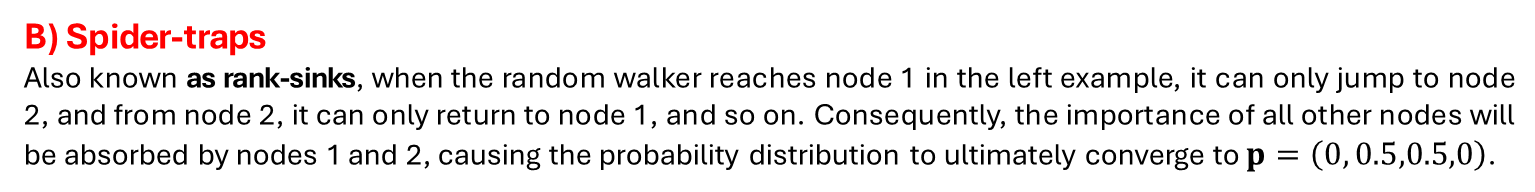 B) Spider-traps
Also known as rank-sinks, when the random walker reaches node 1 in the left example, it can only jump to node
2, and from node 2, it can only return to node 1, and so on. Consequently, the importance of all other nodes will
be absorbed by nodes 1 and 2, causing the probability distribution to ultimately converge to p = (0, 0.5,0.5,0).